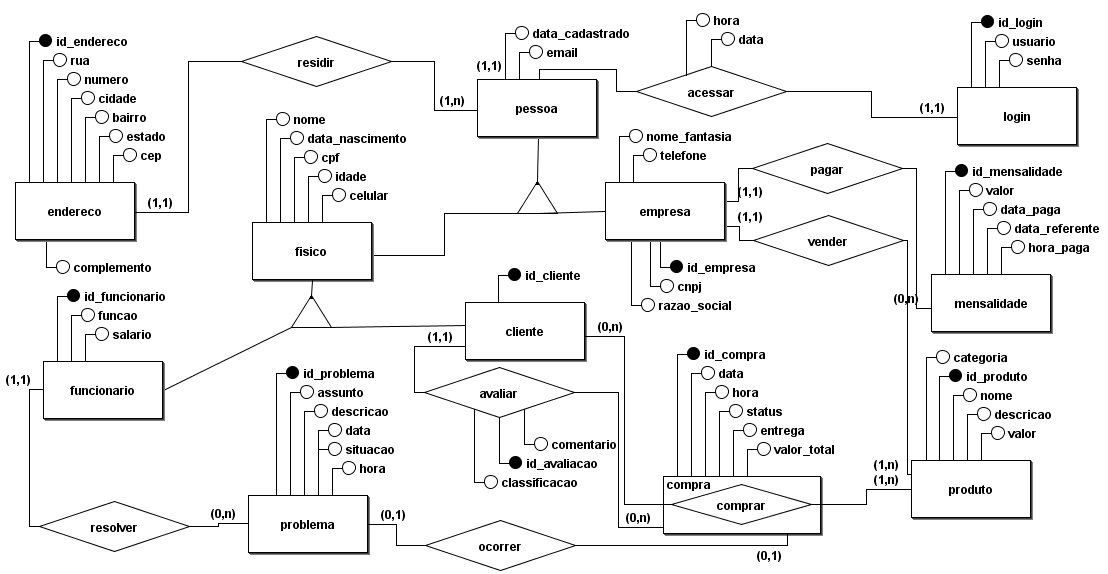 id_endereco
rua
numero
cidade
bairro
estado
cep
endereco
complemento
(1,1)
residir
(1,n)
data_cadastrado
email
(1,1)
pessoa
hora
data
acessar
(1,1)
id_login
usuario
senha
login
nome
data_nascimento
cpf
idade
celular
fisico
nome_fantasia
telefone
empresa
id_empresa
cnpj
razao_social
(1,1)
pagar
(1,1)
vender
id_mensalidade
valor
data_paga
data_referente
hora_paga
(0,n)
mensalidade
id_funcionario
funcao
salario
(1,1)
funcionario
id_cliente
cliente
(0,n)
(1,1)
avaliar
comentario
id_avaliacao
classificacao
id_problema
assunto
descricao
data
situacao
hora
problema
resolver
(0,n)
(0,1)
ocorrer
(0,1)
id_compra
data
hora
status
entrega
valor_total
compra
comprar
(0,n)
categoria
id_produto
nome
descricao
valor
(1,n)
(1,n)
produto